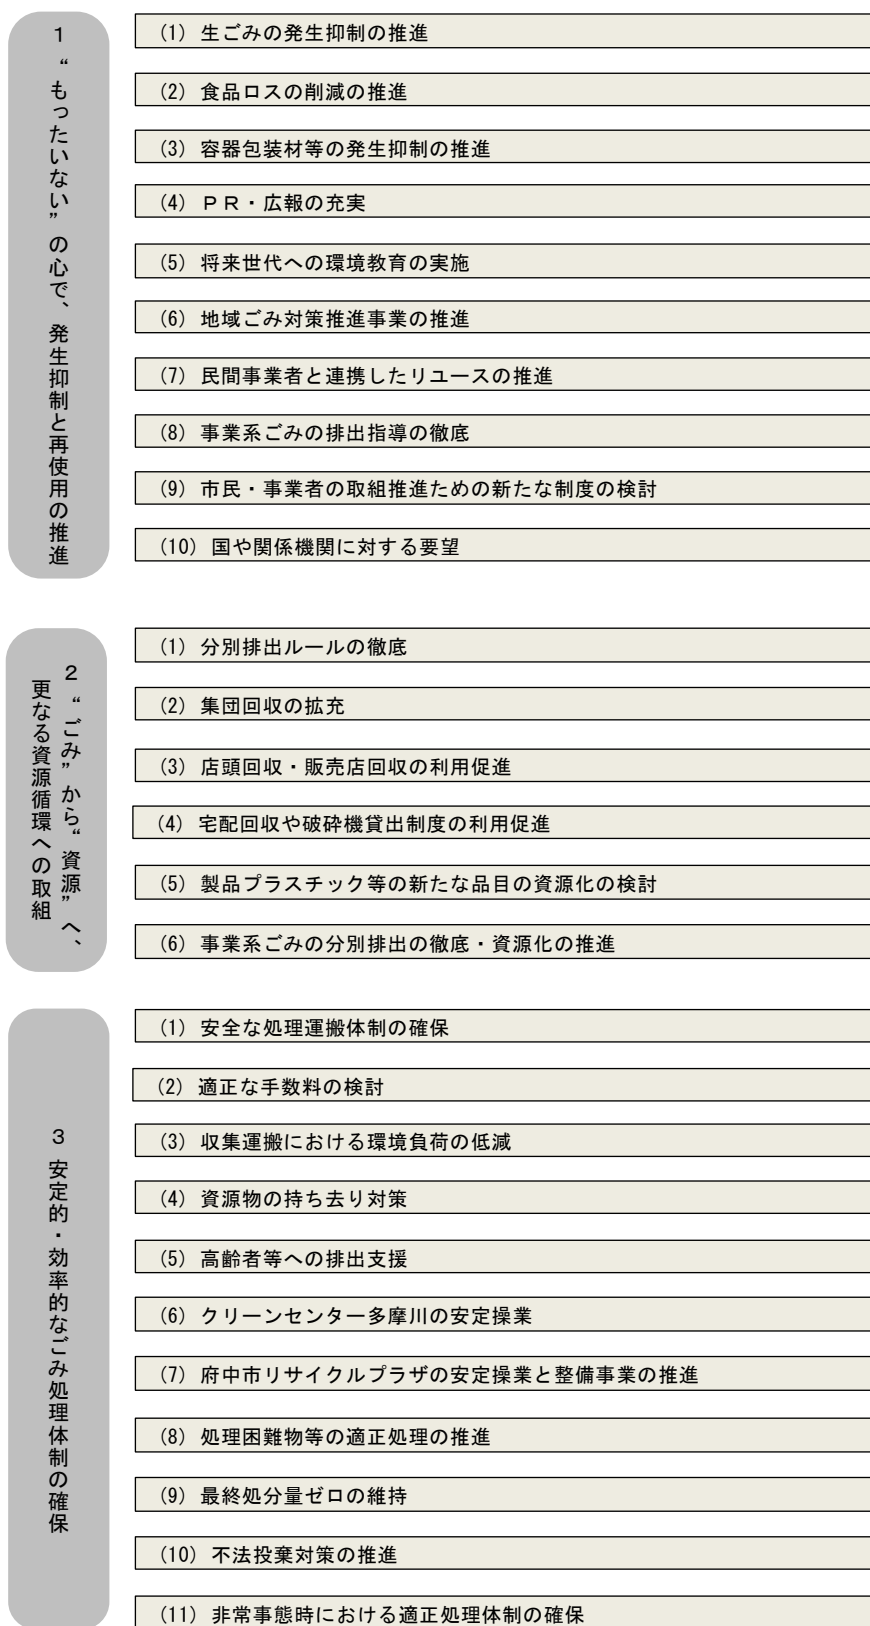 1 “もったいない”の心で、発生抑制と再使用の推進
(1) 生ごみの発生抑制の推進
(2) 食品ロスの削減の推進
(3) 容器包装材等の発生抑制の推進
(4) PR・広報の充実
(5) 将来世代への環境教育の実施
(6) 地域ごみ対策推進事業の推進
(7) 民間事業者と連携したリユースの推進
(8) 事業系ごみの排出指導の徹底
(9) 市民・事業者の取組推進ための新たな制度の検討
(10) 国や関係機関に対する要望
2 “ごみ”から“資源”へ、
更なる資源循環への取組
(1) 分別排出ルールの徹底
(2) 集団回収の拡充
(3) 店頭回収・販売店回収の利用促進
(4) 宅配回収や破砕機貸出制度の利用促進
(5) 製品プラスチック等の新たな品目の資源化の検討
(6) 事業系ごみの分別排出の徹底・資源化の推進
3 安定的・効率的なごみ処理体制の確保
(1) 安全な処理運搬体制の確保
(2) 適正な手数料の検討
(3) 収集運搬における環境負荷の低減
(4) 資源物の持ち去り対策
(5) 高齢者等への排出支援
(6) クリーンセンター多摩川の安定操業
(7) 府中市リサイクルプラザの安定操業と整備事業の推進
(8) 処理困難物等の適正処理の推進
(9) 最終処分量ゼロの維持
(10) 不法投棄対策の推進
(11) 非常事態時における適正処理体制の確保